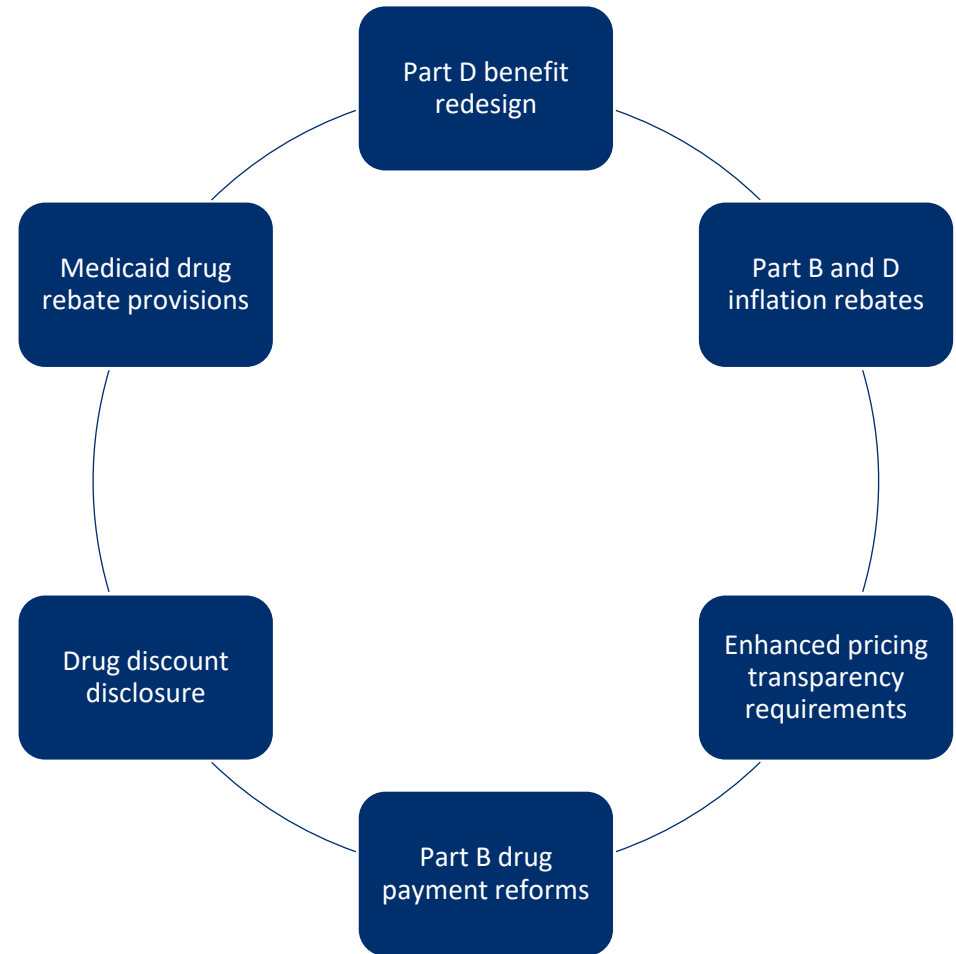 Part D benefit
redesign
Part B and D
inflation rebates
Enhanced pricing
transparency
requirements
Part B drug
payment reforms
Drug discount
disclosure
Medicaid drug
rebate provisions